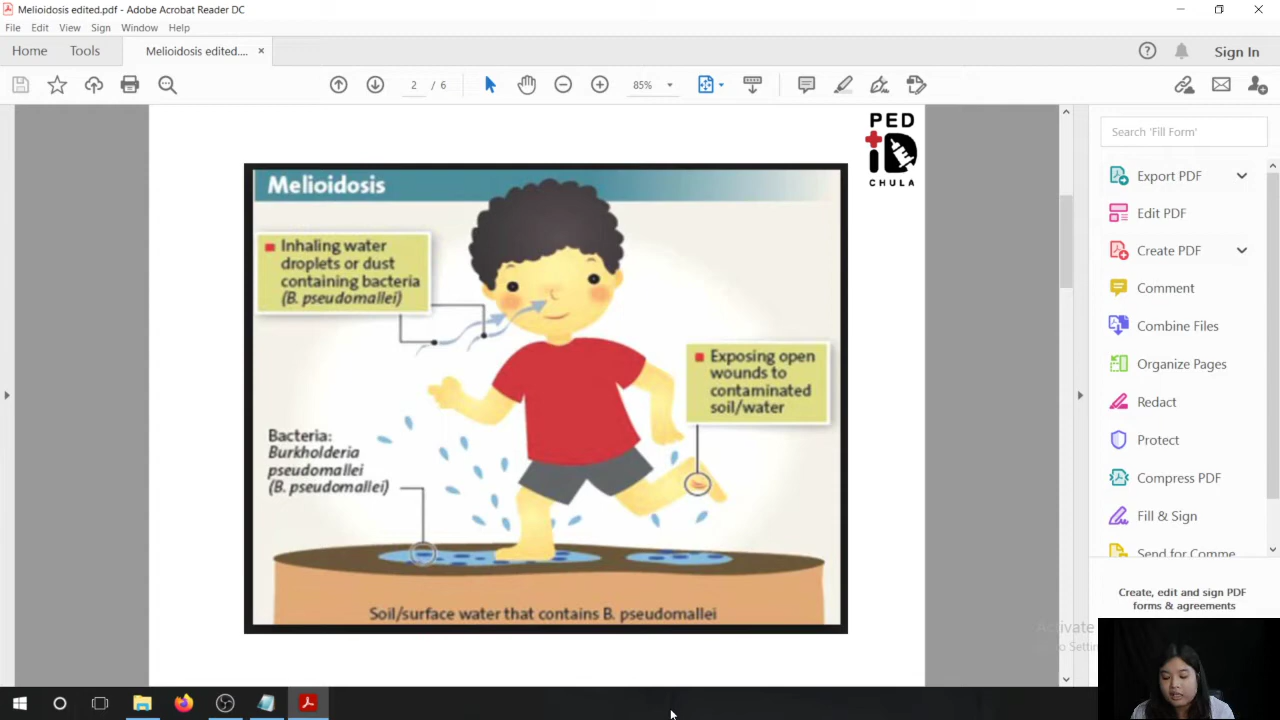 Melioidosis edited.pdf - Adobe Acrobat Reader DC
File Edit View Sign Window Help
Home Tools Melioidosis edited.... × Sign In
2 / 6 85%
PED
iD
CHULA
Search 'Fill Form'
Export PDF
Edit PDF
Create PDF
Comment
Combine Files
Organize Pages
Redact
Protect
Compress PDF
Fill & Sign
Send for Comme
Create, edit and sign PDF
forms & agreements
Activate
Melioidosis
Inhaling water
droplets or dust
containing bacteria
(B. pseudomallei)
Exposing open
wounds to
contaminated
soil/water
Bacteria:
Burkholderia
pseudomallei
(B. pseudomallei)
Soil/surface water that contains B. pseudomallei